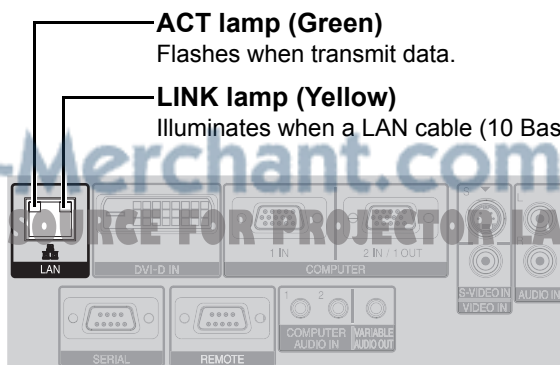 ACT lamp (Green)
Flashes when transmit data.
LINK lamp (Yellow)
Illuminates when a LAN cable (10 Bas
-Merchant.com
SOURCE FOR PROJECTOR LA
LAN
DVI-D IN
1 IN
2 IN / 1 OUT
COMPUTER
S
L
S-VIDEO IN
VIDEO IN
AUDIO IN
SERIAL
REMOTE
1
2
COMPUTER
AUDIO IN
VARIABLE
AUDIO OUT